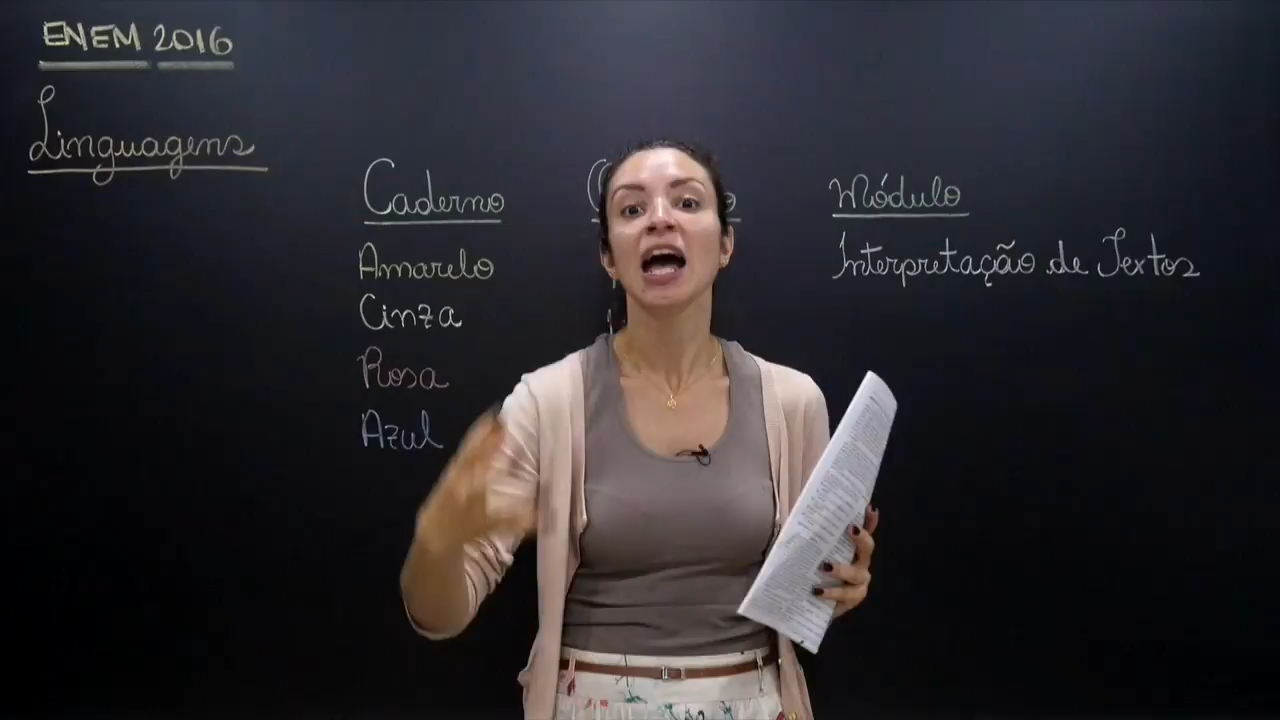 ENEM 2016
Linguagens
Caderno
Módulo
Amarelo
Interpretação de Textos
Cinza
Rosa
Azul